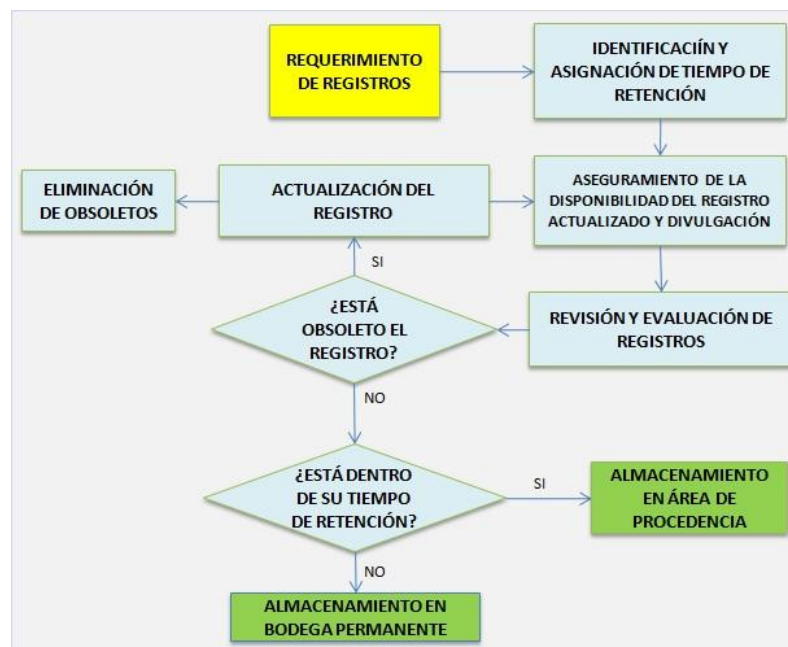 REQUERIMIENTO
DE REGISTROS
IDENTIFICACIÍN Y
ASIGNACIÓN DE TIEMPO DE
RETENCIÓN
ELIMINACIÓN
DE OBSOLETOS
ACTUALIZACIÓN DEL
REGISTRO
ASEGURAMIENTO DE LA
DISPONIBILIDAD DEL REGISTRO
ACTUALIZADO Y DIVULGACIÓN
SI
¿ESTÁ
OBSOLETO EL
REGISTRO?
REVISIÓN Y EVALUACIÓN DE
REGISTROS
NO
¿ESTÁ DENTRO
DE SU TIEMPO
DE RETENCIÓN?
SI
ALMACENAMIENTO
EN ÁREA DE
PROCEDENCIA
NO
ALMACENAMIENTO EN
BODEGA PERMANENTE